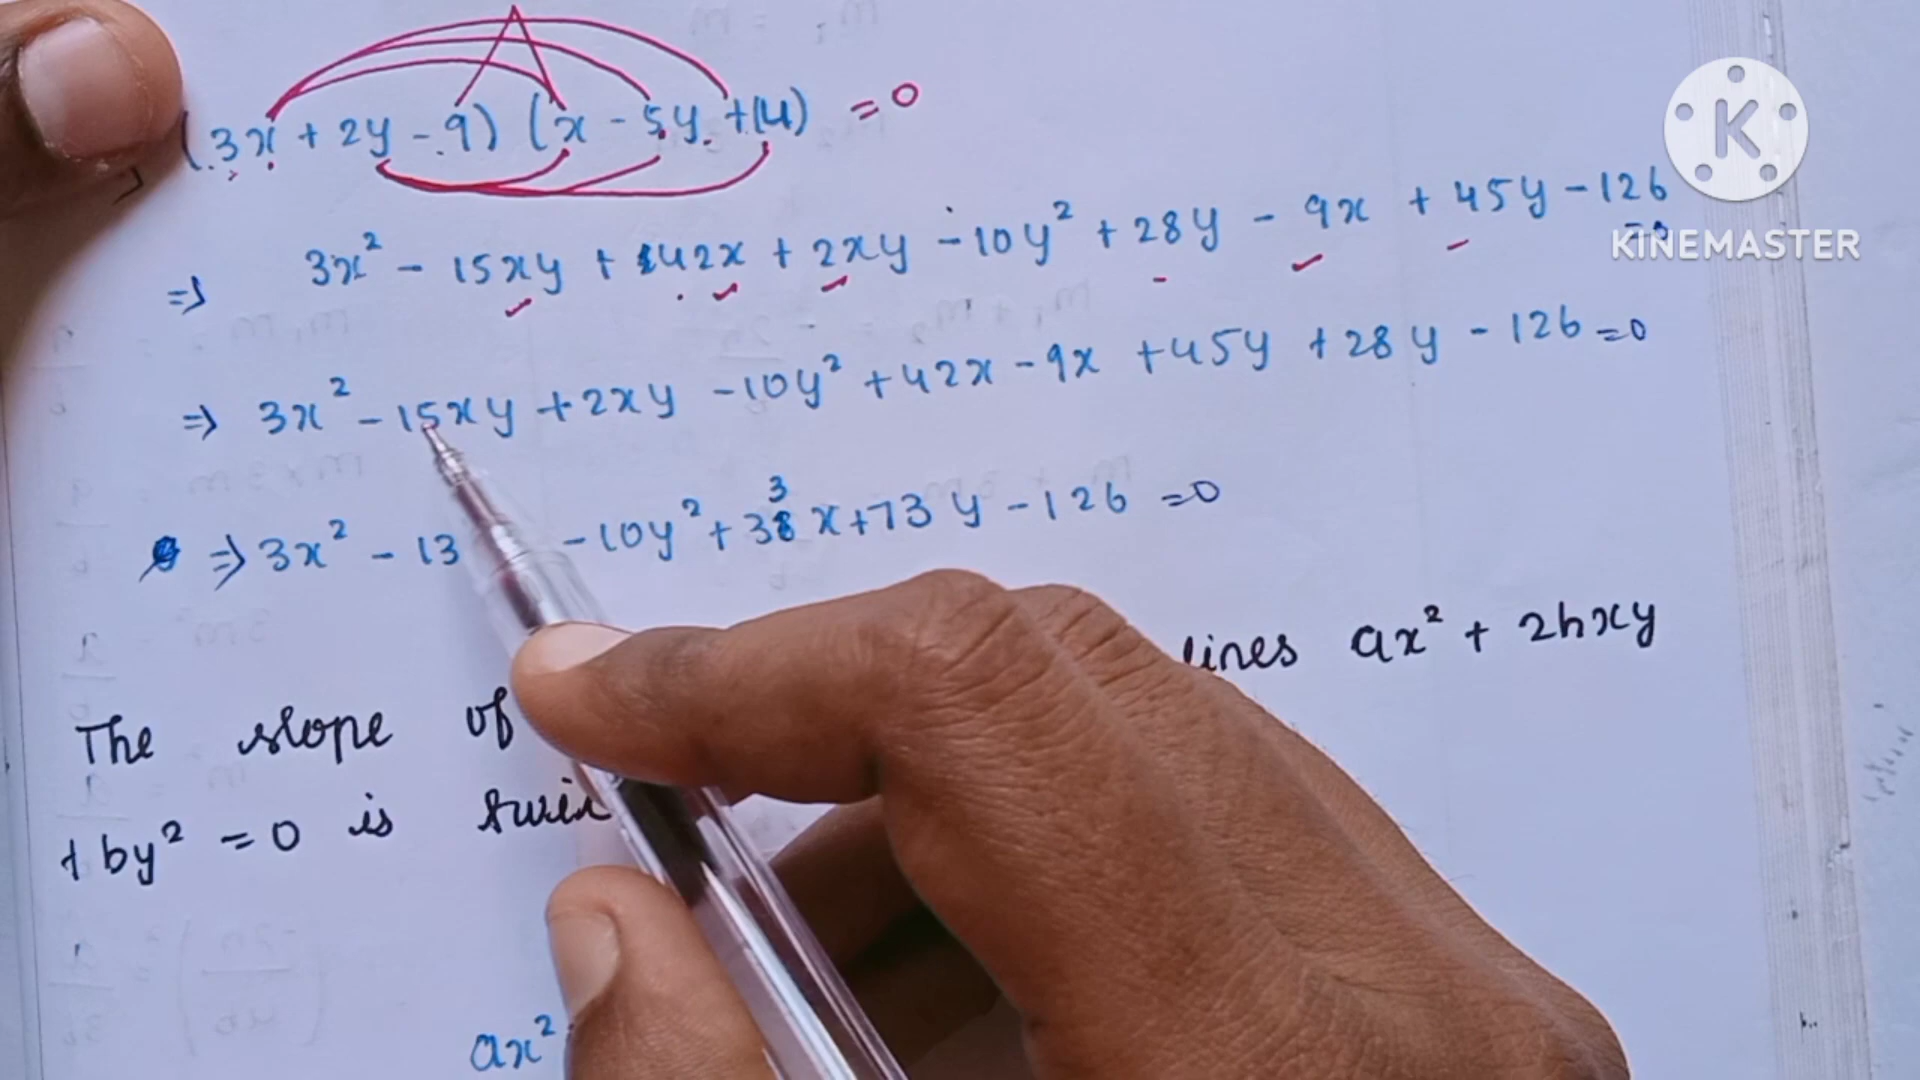 (3x + 2y - 9) (x - 5y + 14) = 0
⇒ 3x² - 15xy + 42x + 2xy - 10y² + 28y - 9x + 45y - 126 = 0
⇒ 3x² - 15xy + 2xy - 10y² + 42x - 9x + 45y + 28y - 126 = 0
⇒ 3x² - 13 - 10y² + 33x + 73y - 126 = 0
The slope of lines ax² + 2hxy
+ by² = 0 is
ax²
K
KINEMASTER